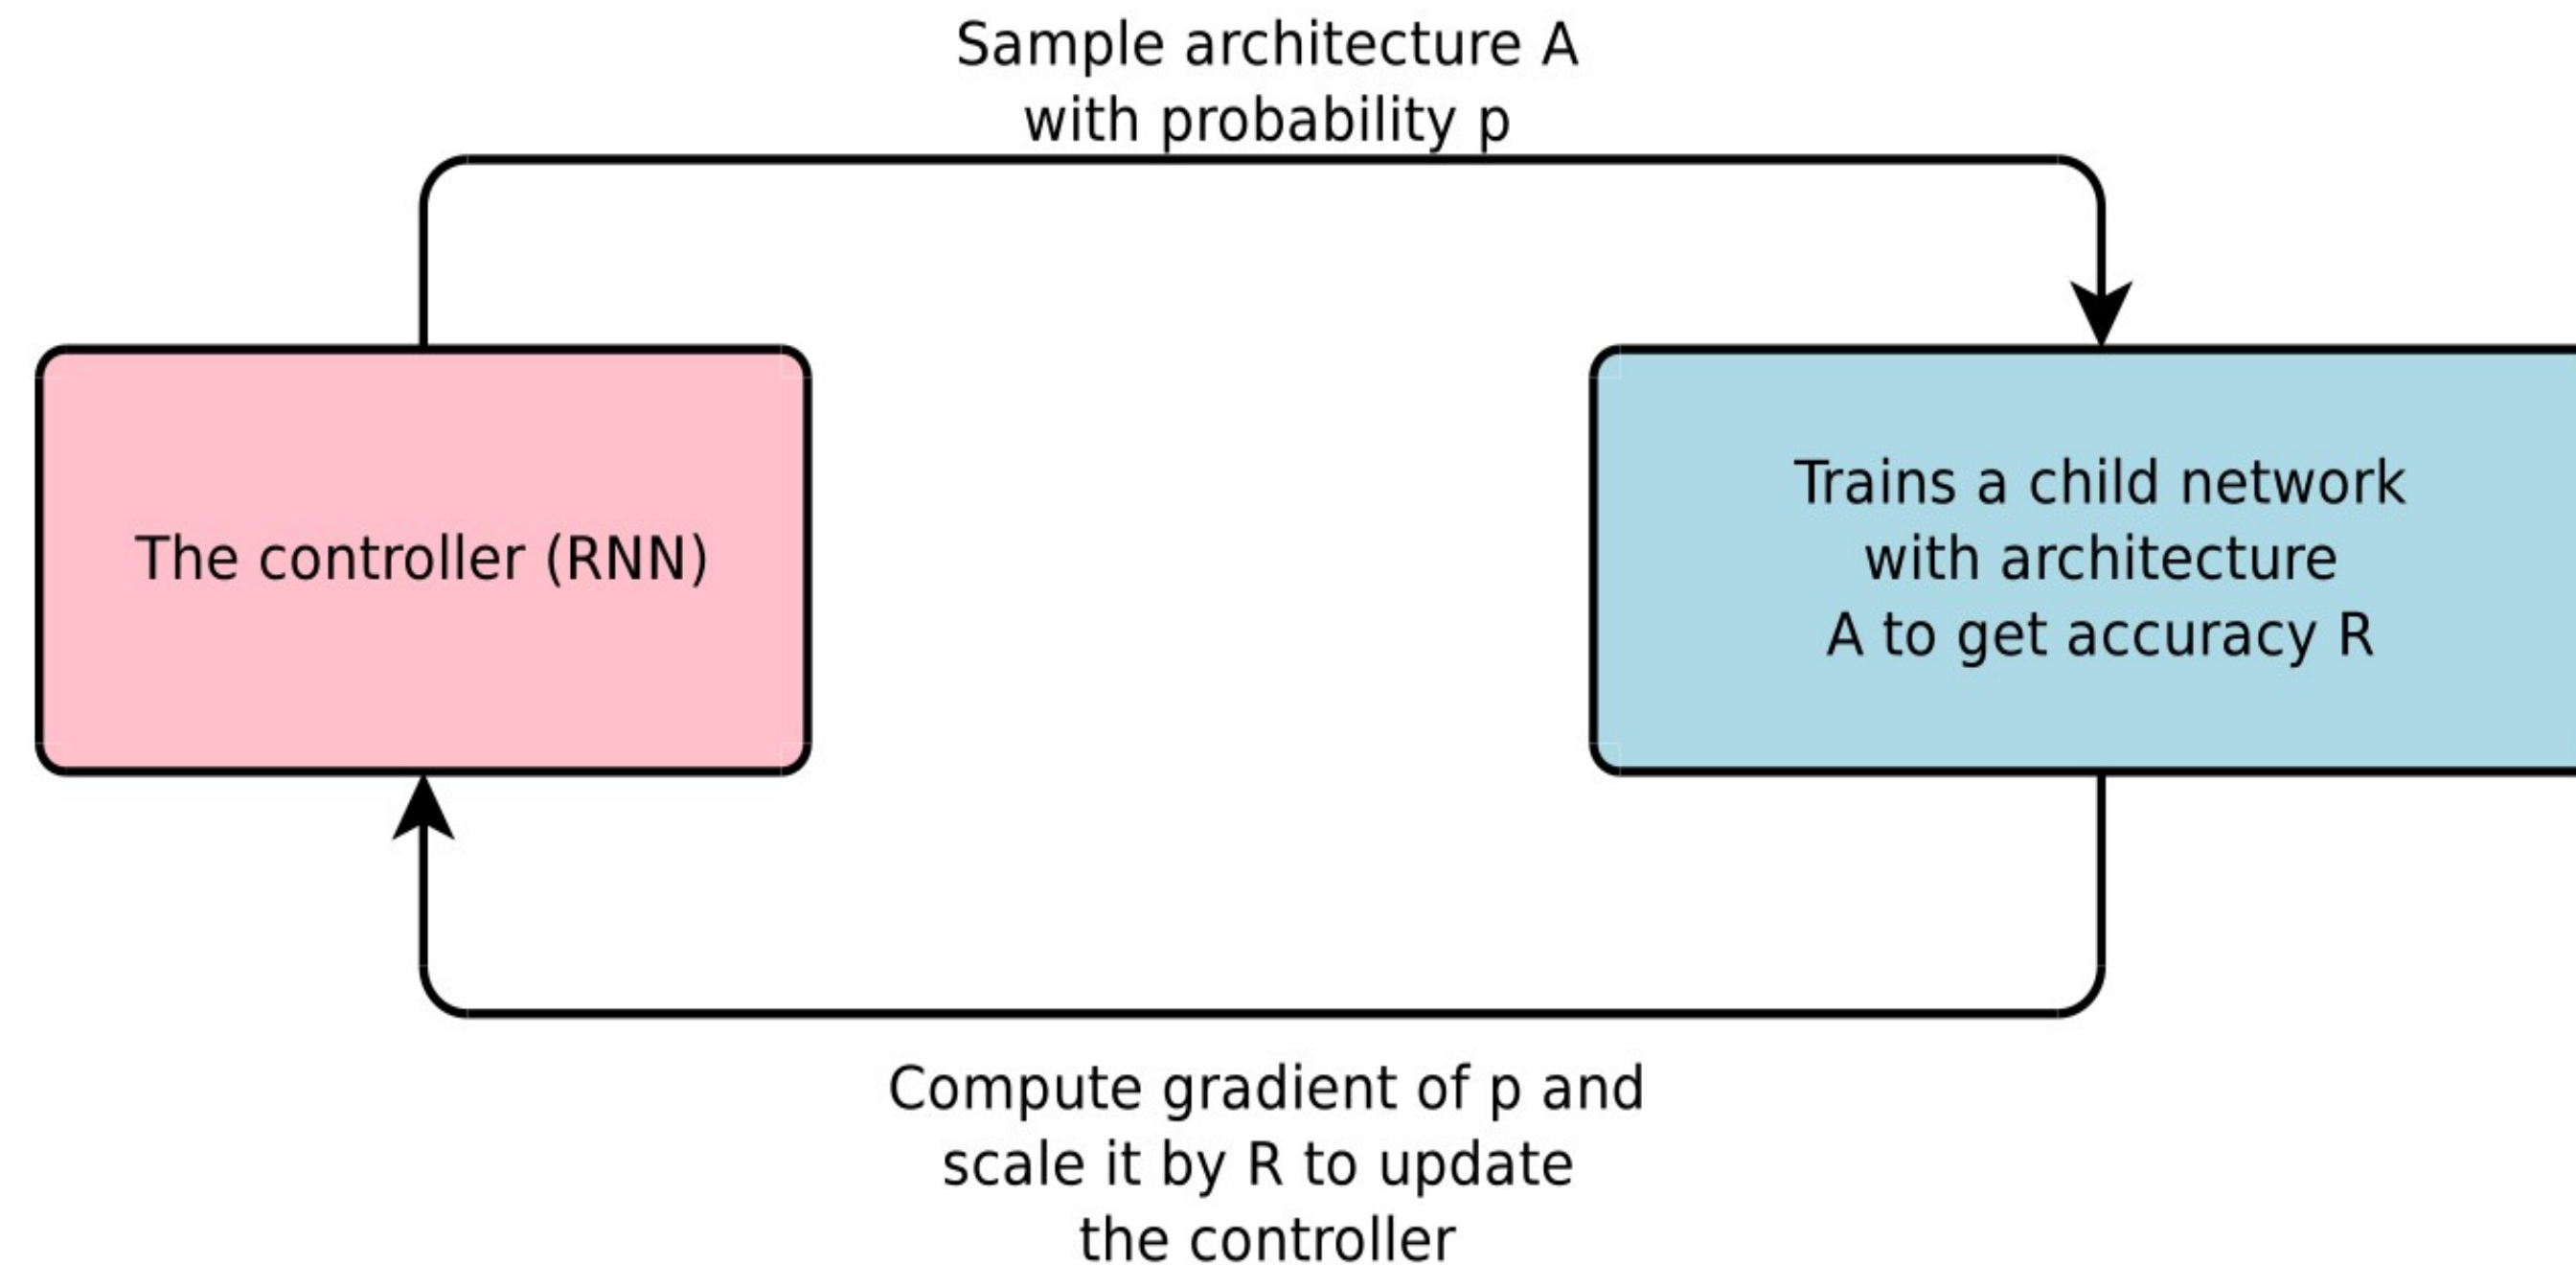 Sample architecture A
with probability p
The controller (RNN)
Trains a child network
with architecture
A to get accuracy R
Compute gradient of p and
scale it by R to update
the controller